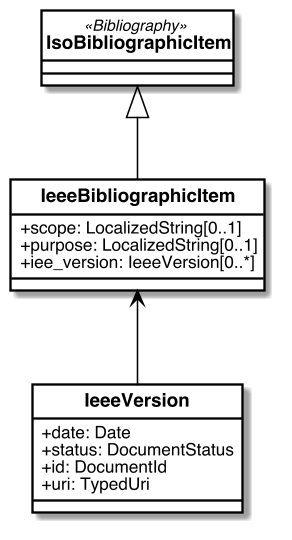 «Bibliography»
IsoBibliographicItem
IeeeBibliographicItem
+scope: LocalizedString[0..1]
+purpose: LocalizedString[0..1]
+iee_version: IeeeVersion[0..*]
IeeeVersion
+date: Date
+status: DocumentStatus
+id: DocumentId
+uri: TypedUri